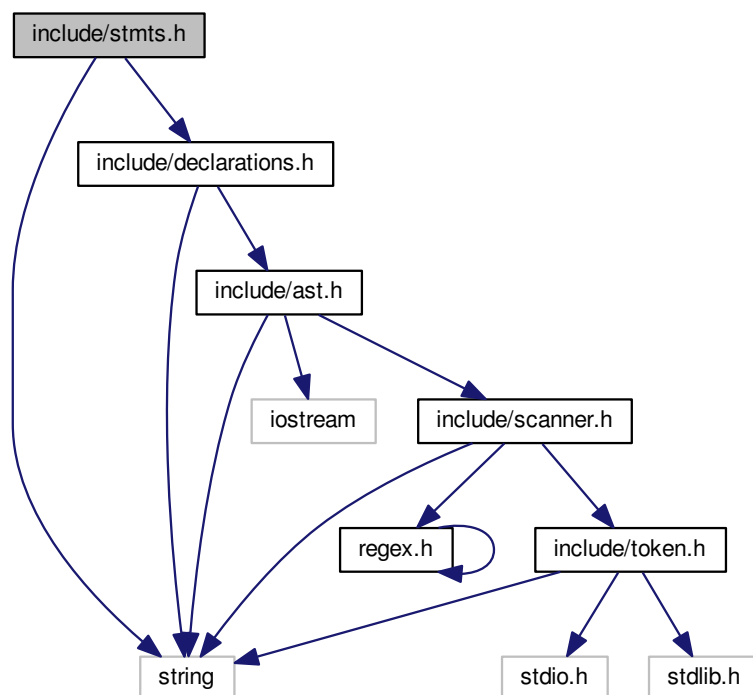 include/stmts.h
include/declarations.h
include/ast.h
iostream
include/scanner.h
regex.h
include/token.h
string
stdio.h
stdlib.h